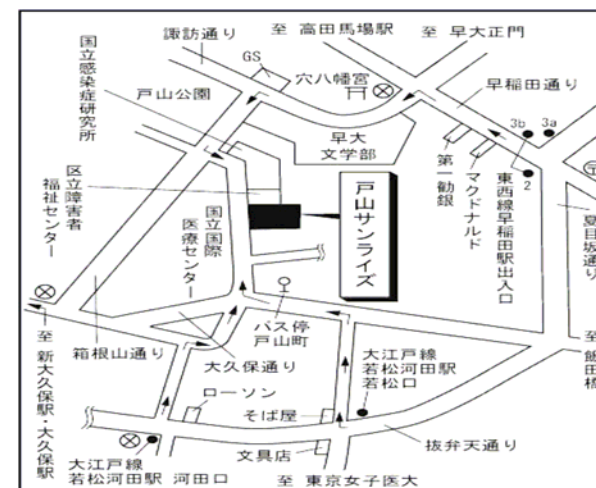 諏訪通り
至 高田馬場駅
至 早大正門
GS
穴八幡宮
早稲田通り
国立感染症研究所
戸山公園
早大
文学部
3b
3a
2
第一勧銀
マクドナルド
東西線早稲田駅出入口
夏目坂通り
区立障害者
福祉センター
国立国際
医療センター
戸山サンライズ
バス停
戸山町
至 新大久保駅・大久保駅
箱根山通り
大久保通り
大江戸線
若松河田駅
若松口
至 飯田橋
ローソン
そば屋
抜弁天通り
文具店
大江戸線
若松河田駅 河田口
至 東京女子医大